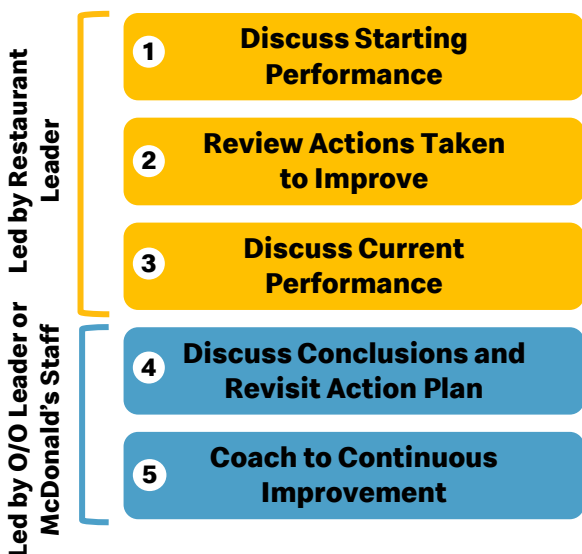 Led by Restaurant
Leader
1
Discuss Starting
Performance
2
Review Actions Taken
to Improve
3
Discuss Current
Performance
Led by O/O Leader or
McDonald's Staff
4
Discuss Conclusions and
Revisit Action Plan
5
Coach to Continuous
Improvement